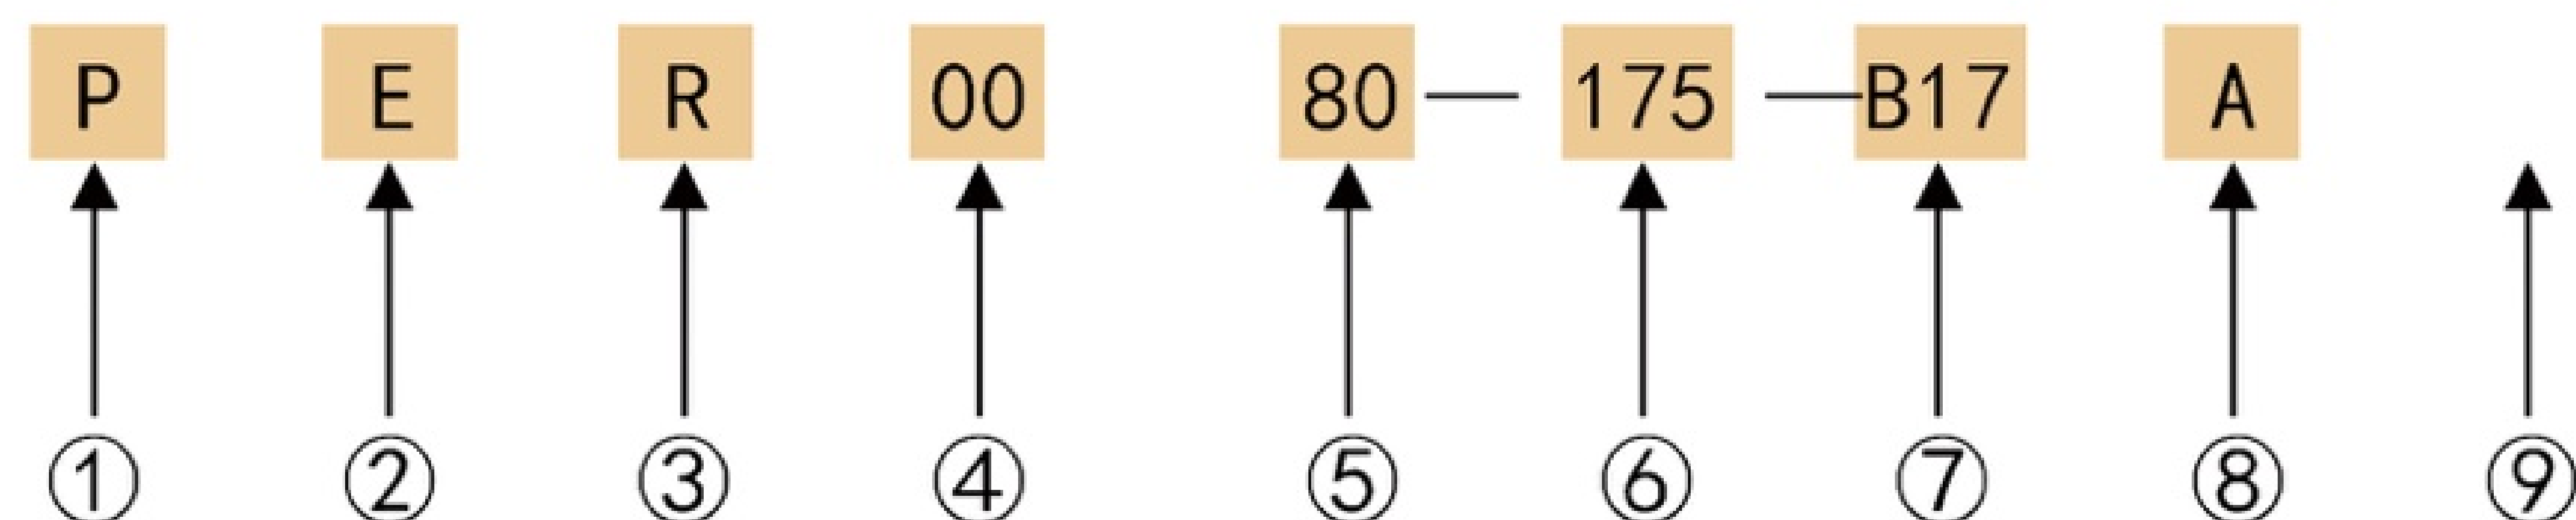 P E R 00 80 — 175 — B17 A
① ② ③ ④ ⑤ ⑥ ⑦ ⑧ ⑨